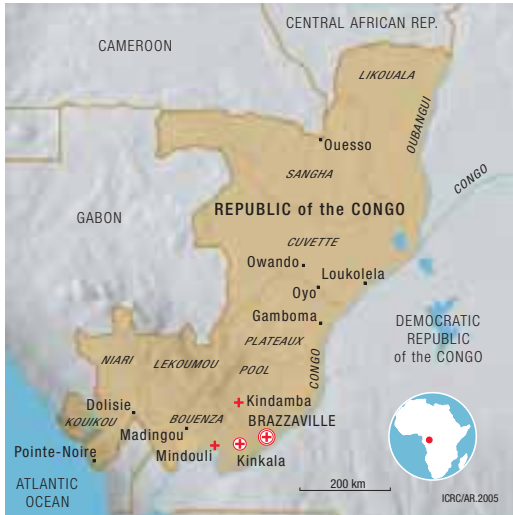 CENTRAL AFRICAN REP.
CAMEROON
LIKOUALA
OUBANGUI
Ouesso
SANGHA
CONGO
GABON
REPUBLIC of the CONGO
CUVETTE
Owando
Loukolela
Oyo
Gamboma
DEMOCRATIC
REPUBLIC
of the CONGO
PLATEAUX
NIARI
LEKOUMOU
POOL
CONGO
Kindamba
Dolisie
KOUIKOU
BOUENZA
BRAZZAVILLE
Madingou
Pointe-Noire
Mindouli
Kinkala
ATLANTIC
OCEAN
200 km
ICRC/AR.2005